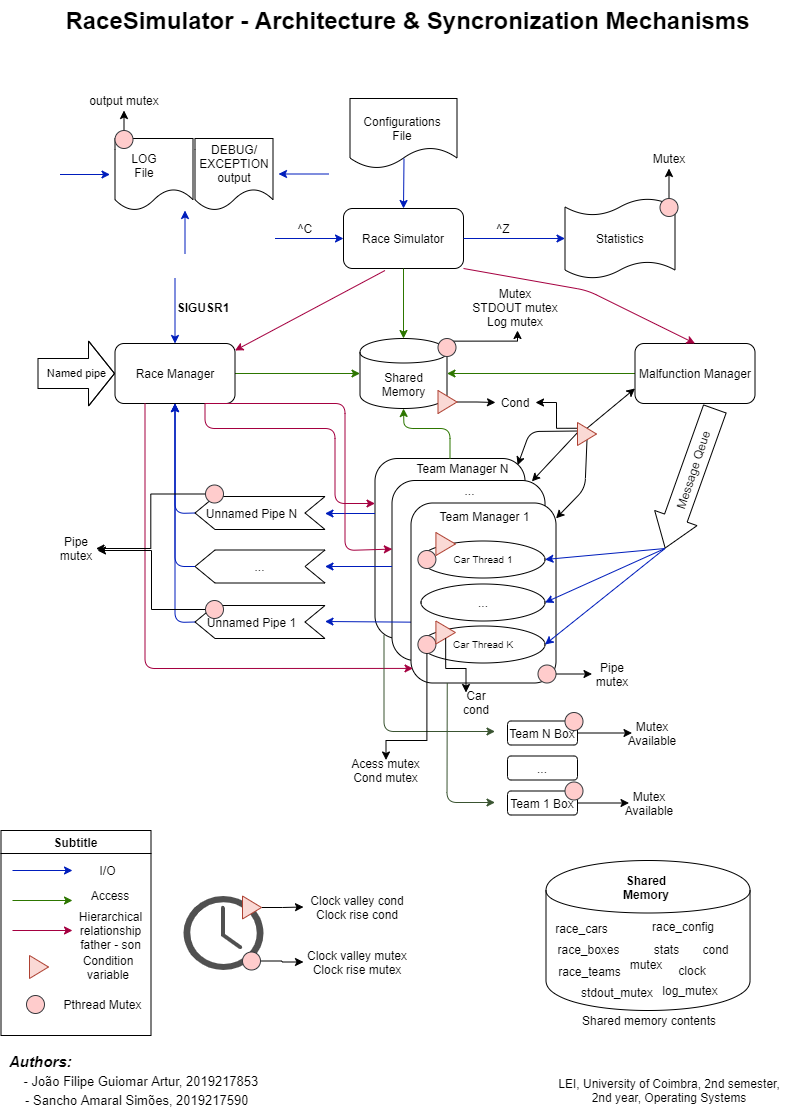 RaceSimulator - Architecture & Syncronization Mechanisms
output mutex
LOG
File
DEBUG/
EXCEPTION
output
Configurations
File
Mutex
^C
Race Simulator
^Z
Statistics
SIGUSR1
Mutex
STDOUT mutex
Log mutex
Named pipe
Race Manager
Shared
Memory
Malfunction Manager
Cond
Message Qeue
Team Manager N
...
Team Manager 1
Unnamed Pipe N
Pipe
mutex
...
Unnamed Pipe 1
Car Thread 1
...
Car Thread K
Pipe
mutex
Car
cond
Acess mutex
Cond mutex
Team N Box
Mutex
Available
...
Team 1 Box
Mutex
Available
Subtitle
I/O
Access
Hierarchical
relationship
father - son
Condition
variable
Pthread Mutex
Clock valley cond
Clock rise cond
Clock valley mutex
Clock rise mutex
Shared
Memory
race_cars
race_config
race_boxes
stats
cond
mutex
race_teams
clock
stdout_mutex
log_mutex
Shared memory contents
Authors:
- João Filipe Guiomar Artur, 2019217853
- Sancho Amaral Simões, 2019217590
LEI, University of Coimbra, 2nd semester,
2nd year, Operating Systems